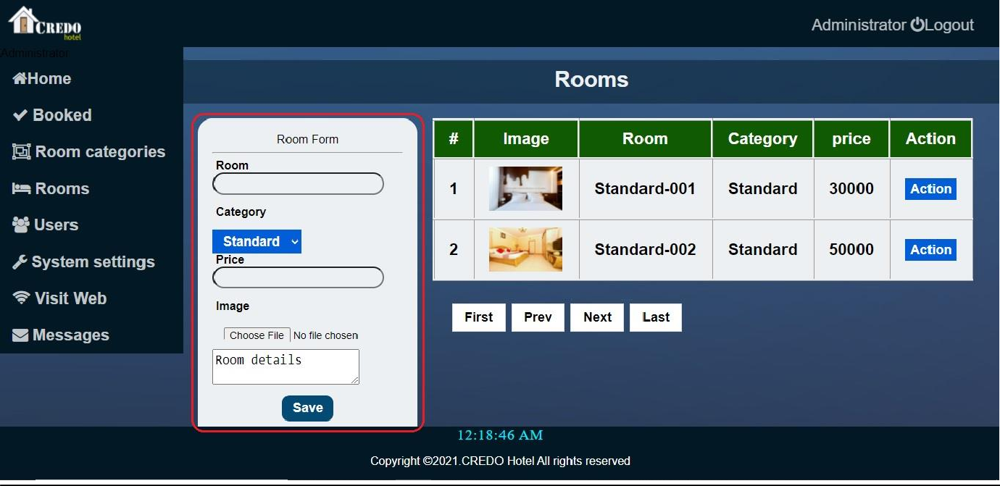 CREDO
hotel
Administrator Logout
Administrator
Home
Booked
Room categories
Rooms
Users
System settings
Visit Web
Messages
Rooms
Room Form
Room
Category
Standard
Price
Image
Choose File No file chosen
Room details
Save
# Image Room Category price Action
1 Standard-001 Standard 30000 Action
2 Standard-002 Standard 50000 Action
First Prev Next Last
12:18:46 AM
Copyright ©2021.CREDO Hotel All rights reserved